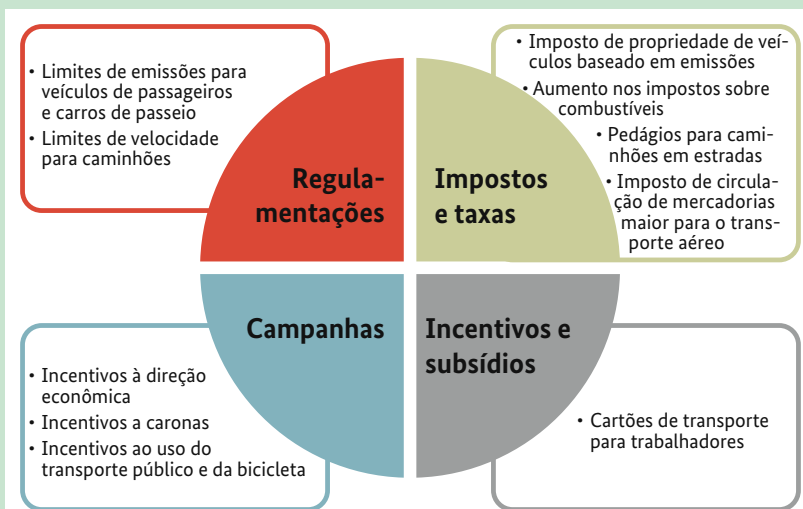 • Limites de emissões para
veículos de passageiros
e carros de passeio
• Limites de velocidade
para caminhões
Regula-
mentações
• Imposto de propriedade de veí-
culos baseado em emissões
• Aumento nos impostos sobre
combustíveis
• Pedágios para cami-
nhões em estradas
• Imposto de circula-
ção de mercadorias
maior para o trans-
porte aéreo
Impostos
e taxas
Campanhas
• Incentivos à direção
econômica
• Incentivos a caronas
• Incentivos ao uso do
transporte público e da bicicleta
Incentivos e
subsídios
• Cartões de transporte
para trabalhadores